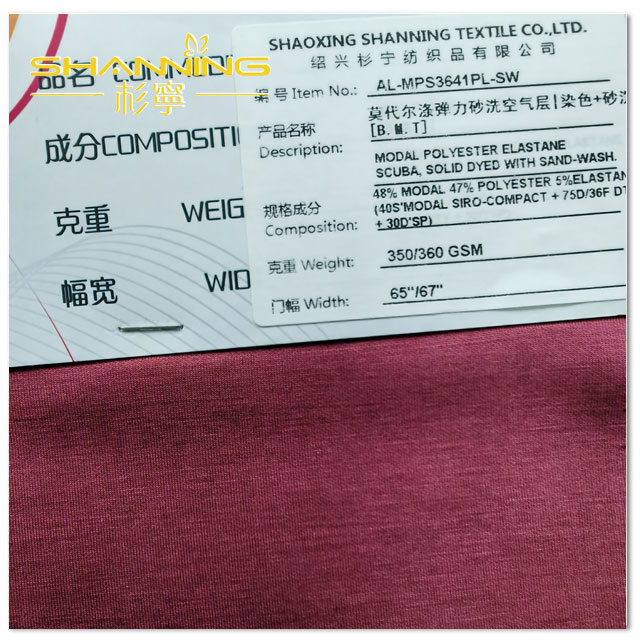 SHANNING
杉寧
品名 COMMODI
成分COMPOSITI
克重 WEIG
幅宽 WID
SHAOXING SHANNING TEXTILE CO.,LTD.
绍兴杉宁纺织品有限公司
编号 Item No.: AL-MPS3641PL-SW
产品名称 莫代尔涤弹力砂洗空气层|染色+砂洗
[B.M.T]
Description: MODAL POLYESTER ELASTANE
SCUBA, SOLID DYED WITH SAND-WASH.
规格成分 48% MODAL 47% POLYESTER 5%ELASTAN
Composition: (40S'MODAL SIRO-COMPACT + 75D/36F DT
+ 30D'SP)
克重 Weight: 350/360 GSM
门幅 Width: 65"/67"